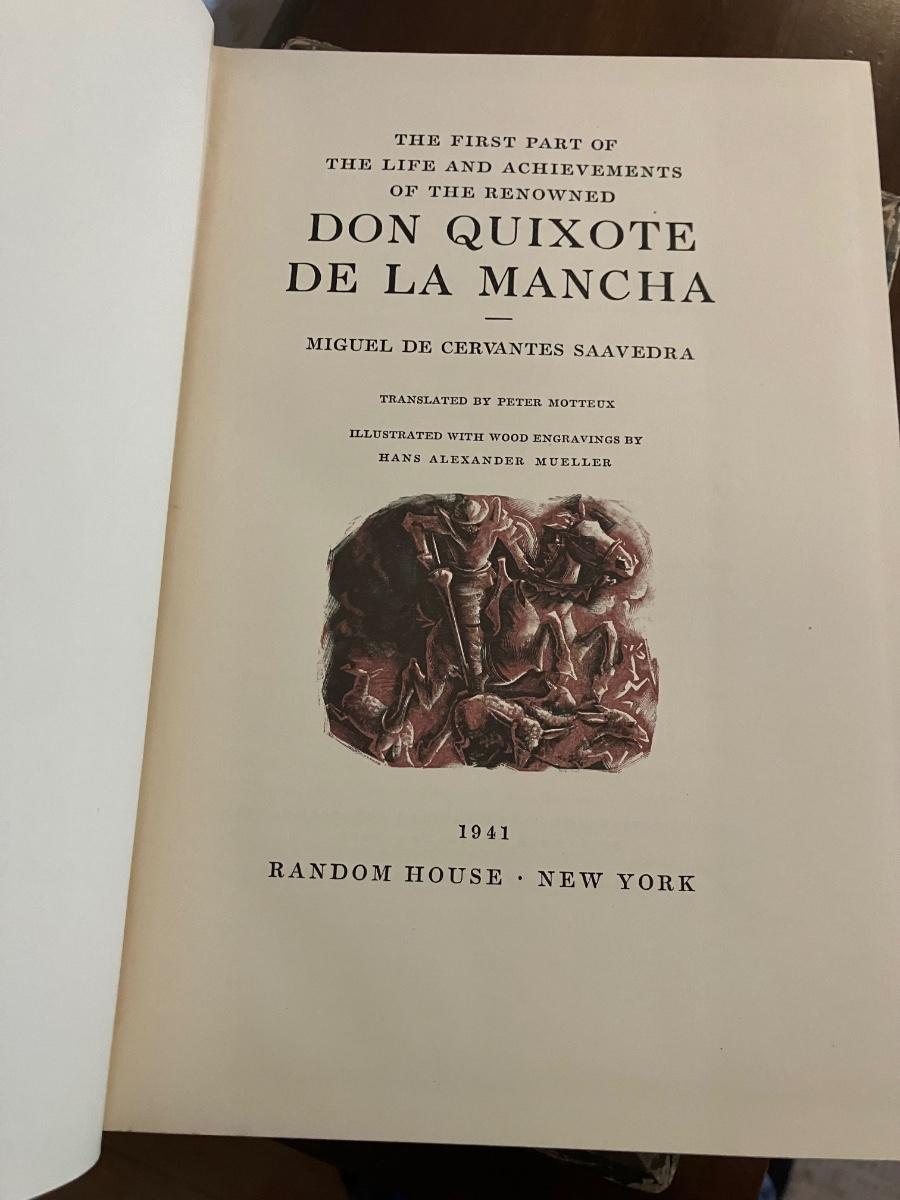 THE FIRST PART OF
THE LIFE AND ACHIEVEMENTS
OF THE RENOWNED
DON QUIXOTE
DE LA MANCHA
MIGUEL DE CERVANTES SAAVEDRA
TRANSLATED BY PETER MOTTEUX
ILLUSTRATED WITH WOOD ENGRAVINGS BY
HANS ALEXANDER MUELLER
1941
RANDOM HOUSE · NEW YORK